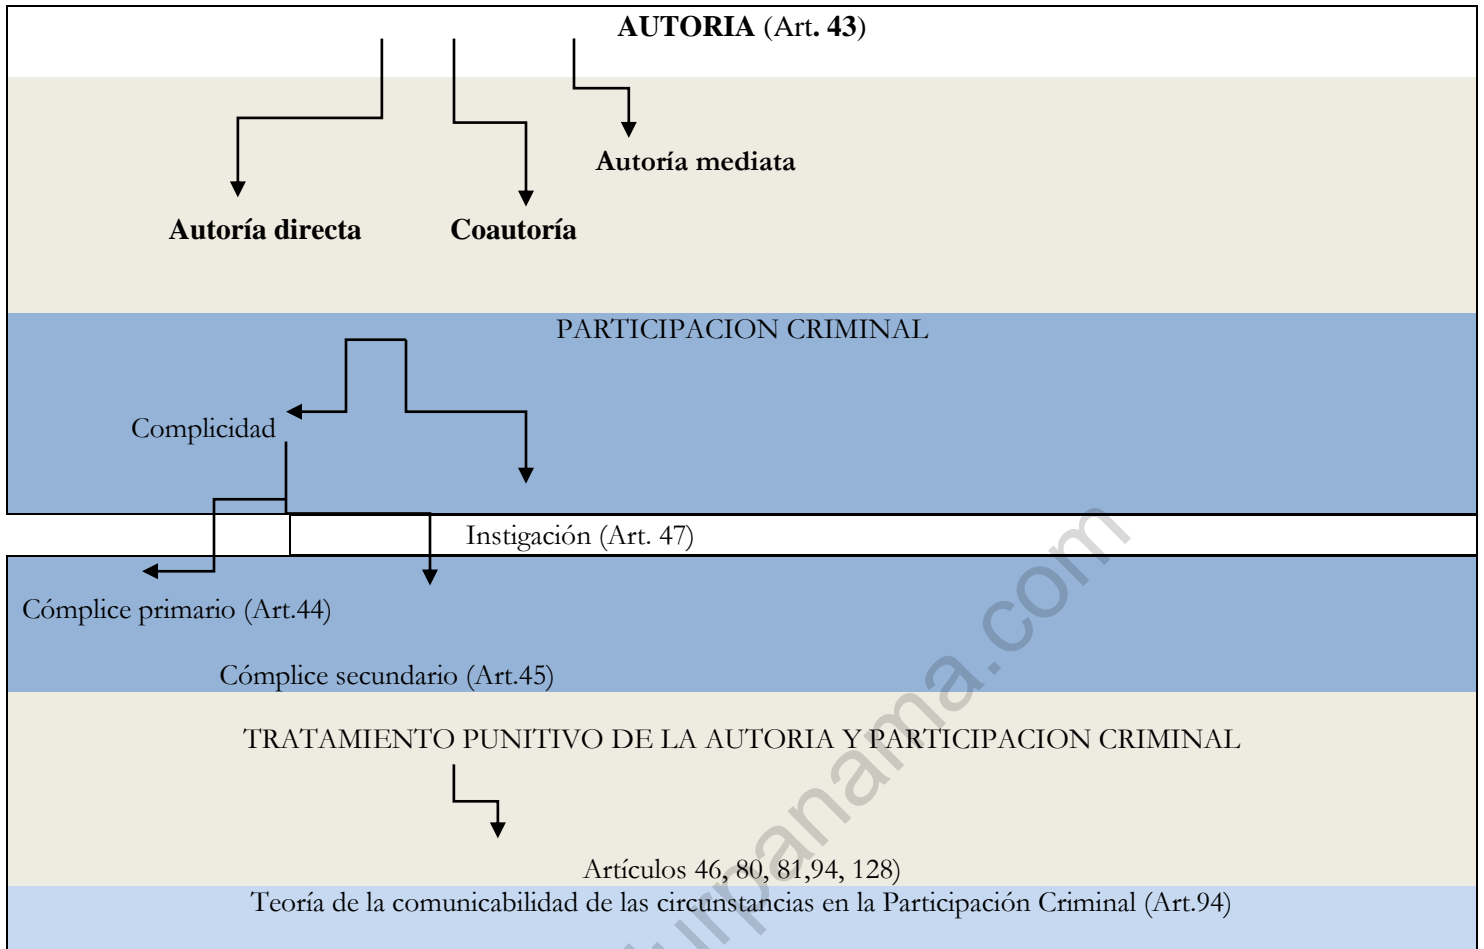 AUTORIA (Art. 43)
Autoría mediata
Autoría directa Coautoría
PARTICIPACION CRIMINAL
Complicidad
Instigación (Art. 47)
Cómplice primario (Art.44)
Cómplice secundario (Art.45)
TRATAMIENTO PUNITIVO DE LA AUTORIA Y PARTICIPACION CRIMINAL
Artículos 46, 80, 81,94, 128)
Teoría de la comunicabilidad de las circunstancias en la Participación Criminal (Art.94)
urpanama.com